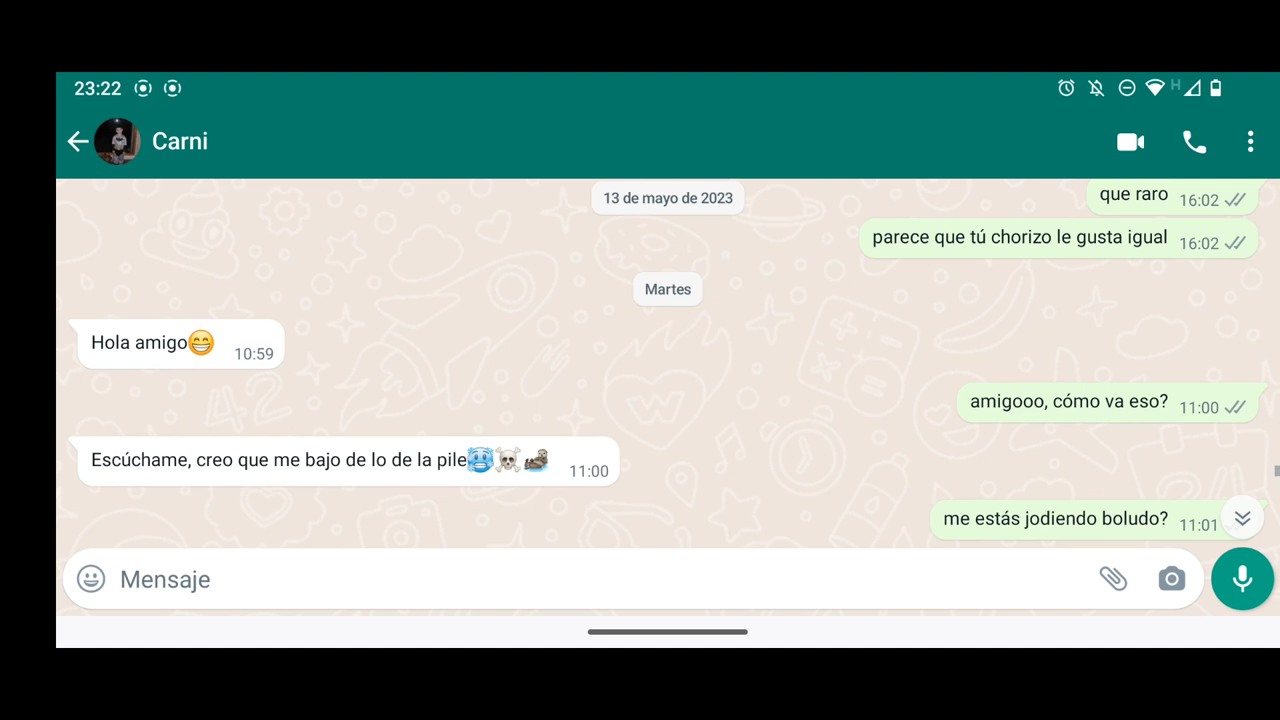 23:22
H
Carni
13 de mayo de 2023
que raro 16:02
parece que tú chorizo le gusta igual 16:02
Martes
Hola amigo😁 10:59
amigooo, cómo va eso? 11:00
Escúchame, creo que me bajo de lo de la pile🥶☠️🦦 11:00
me estás jodiendo boludo? 11:01
Mensaje